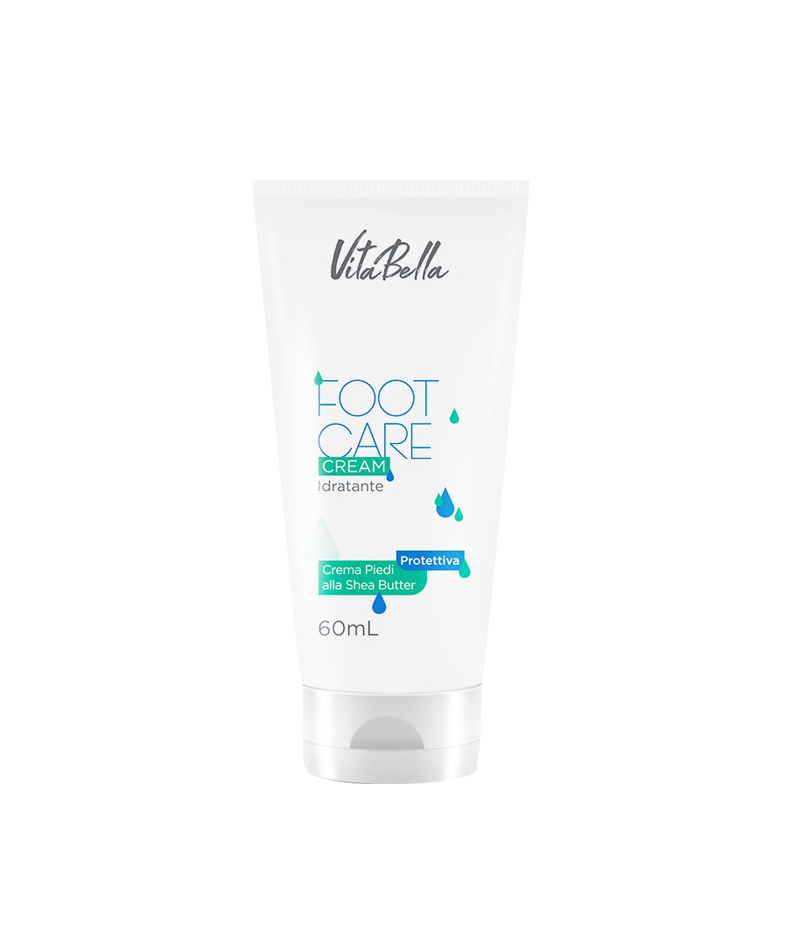 VitaBella
FOOT
CARE
CREAM
Idratante
Protettiva
Crema Piedi
alla Shea Butter
60mL